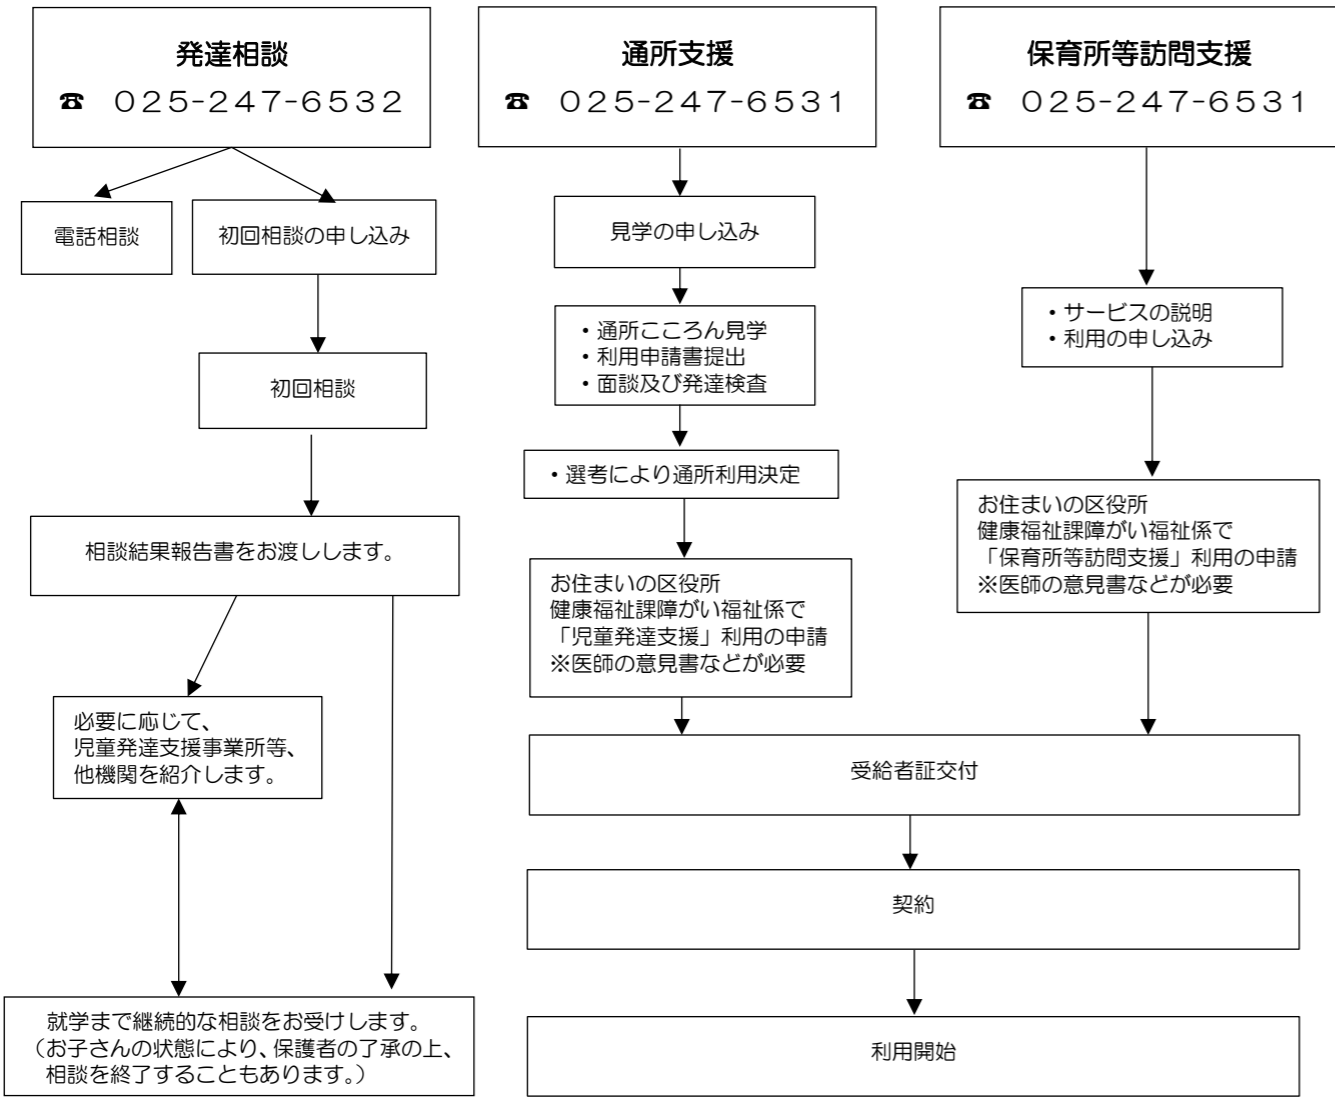 発達相談
☎ 025-247-6532
電話相談
初回相談の申し込み
初回相談
相談結果報告書をお渡しします。
必要に応じて、
児童発達支援事業所等、
他機関を紹介します。
就学まで継続的な相談をお受けします。
（お子さんの状態により、保護者の了承の上、
相談を終了することもあります。）
通所支援
☎ 025-247-6531
見学の申し込み
・通所こころん見学
・利用申請書提出
・面談及び発達検査
・選考により通所利用決定
お住まいの区役所
健康福祉課障がい福祉係で
「児童発達支援」利用の申請
※医師の意見書などが必要
保育所等訪問支援
☎ 025-247-6531
・サービスの説明
・利用の申し込み
お住まいの区役所
健康福祉課障がい福祉係で
「保育所等訪問支援」利用の申請
※医師の意見書などが必要
受給者証交付
契約
利用開始